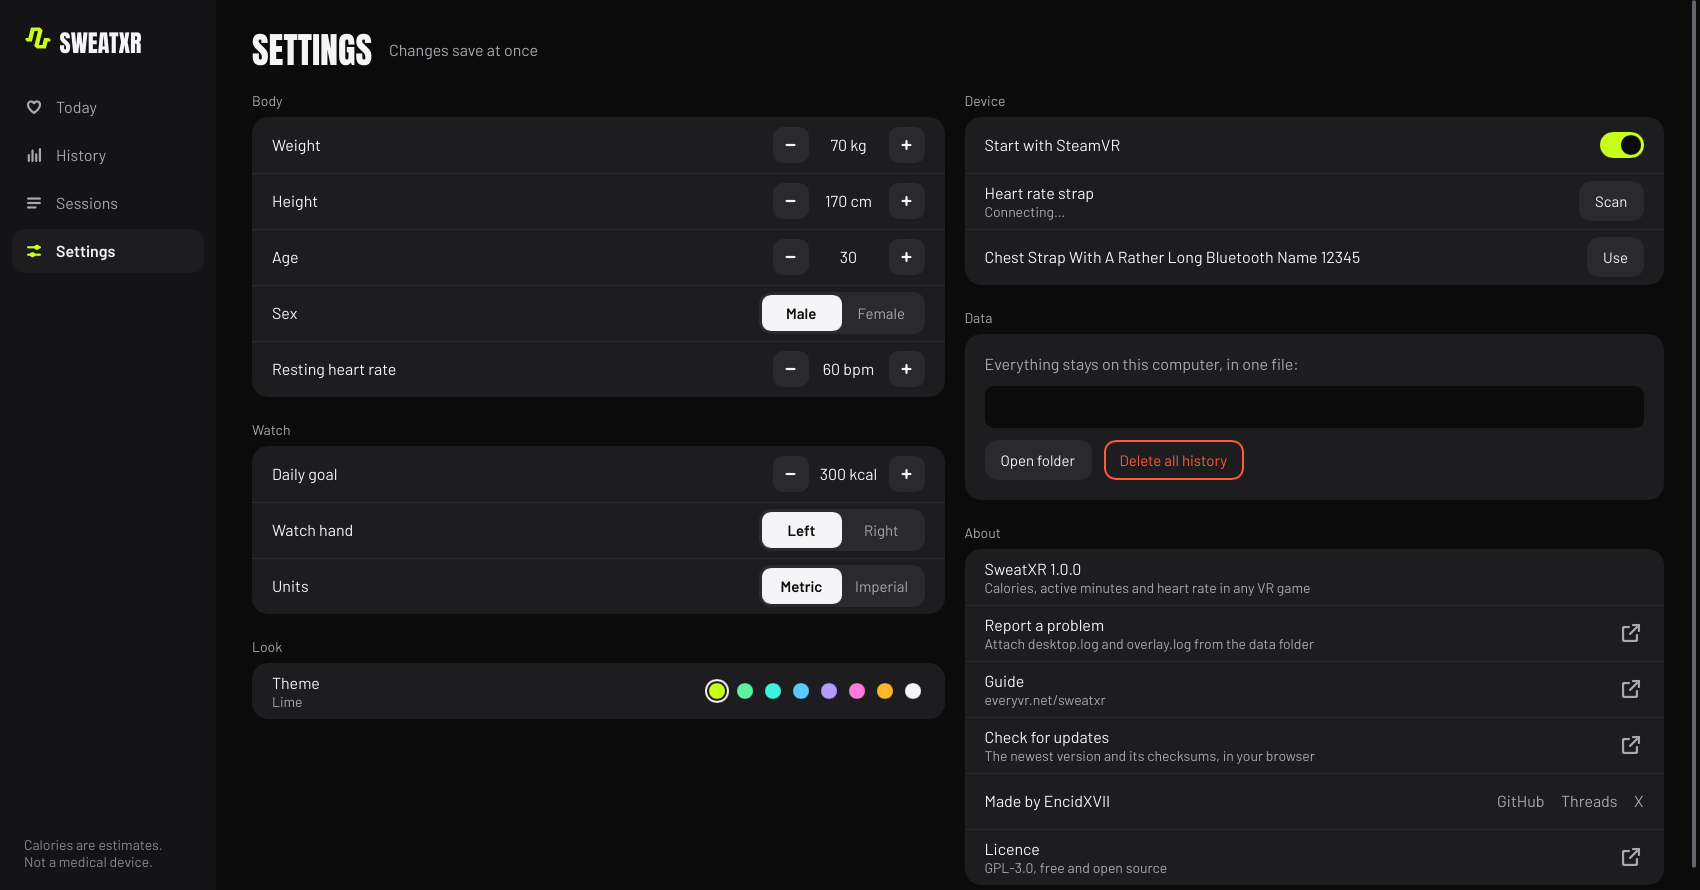 SWEATXR
Today
History
Sessions
Settings
Calories are estimates.
Not a medical device.
SETTINGS
Changes save at once
Body
Weight
− 70 kg +
Height
− 170 cm +
Age
− 30 +
Sex
Male Female
Resting heart rate
− 60 bpm +
Watch
Daily goal
− 300 kcal +
Watch hand
Left Right
Units
Metric Imperial
Look
Theme
Lime
Device
Start with SteamVR
Heart rate strap
Connecting...
Scan
Chest Strap With A Rather Long Bluetooth Name 12345
Use
Data
Everything stays on this computer, in one file:
Open folder
Delete all history
About
SweatXR 1.0.0
Calories, active minutes and heart rate in any VR game
Report a problem
Attach desktop.log and overlay.log from the data folder
Guide
everyvr.net/sweatxr
Check for updates
The newest version and its checksums, in your browser
Made by EncidXVII
GitHub Threads X
Licence
GPL-3.0, free and open source